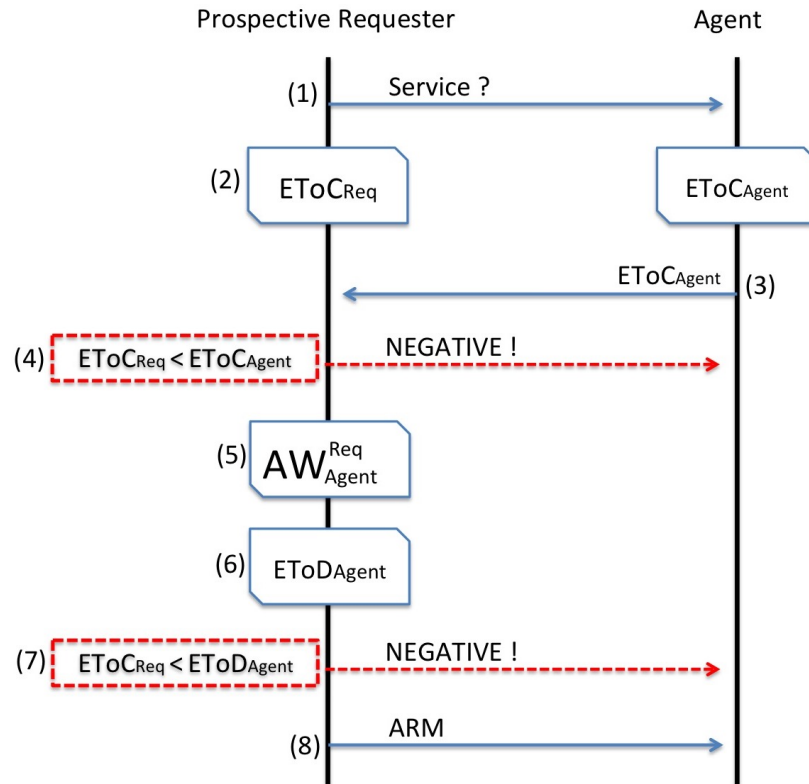 Prospective Requester
Agent
(1)
Service ?
(2)
EToCReq
EToCAgent
EToCAgent
(3)
(4)
EToCReq < EToCAgent
NEGATIVE !
(5)
AW Req Agent
(6)
EToDAgent
(7)
EToCReq < EToDAgent
NEGATIVE !
(8)
ARM